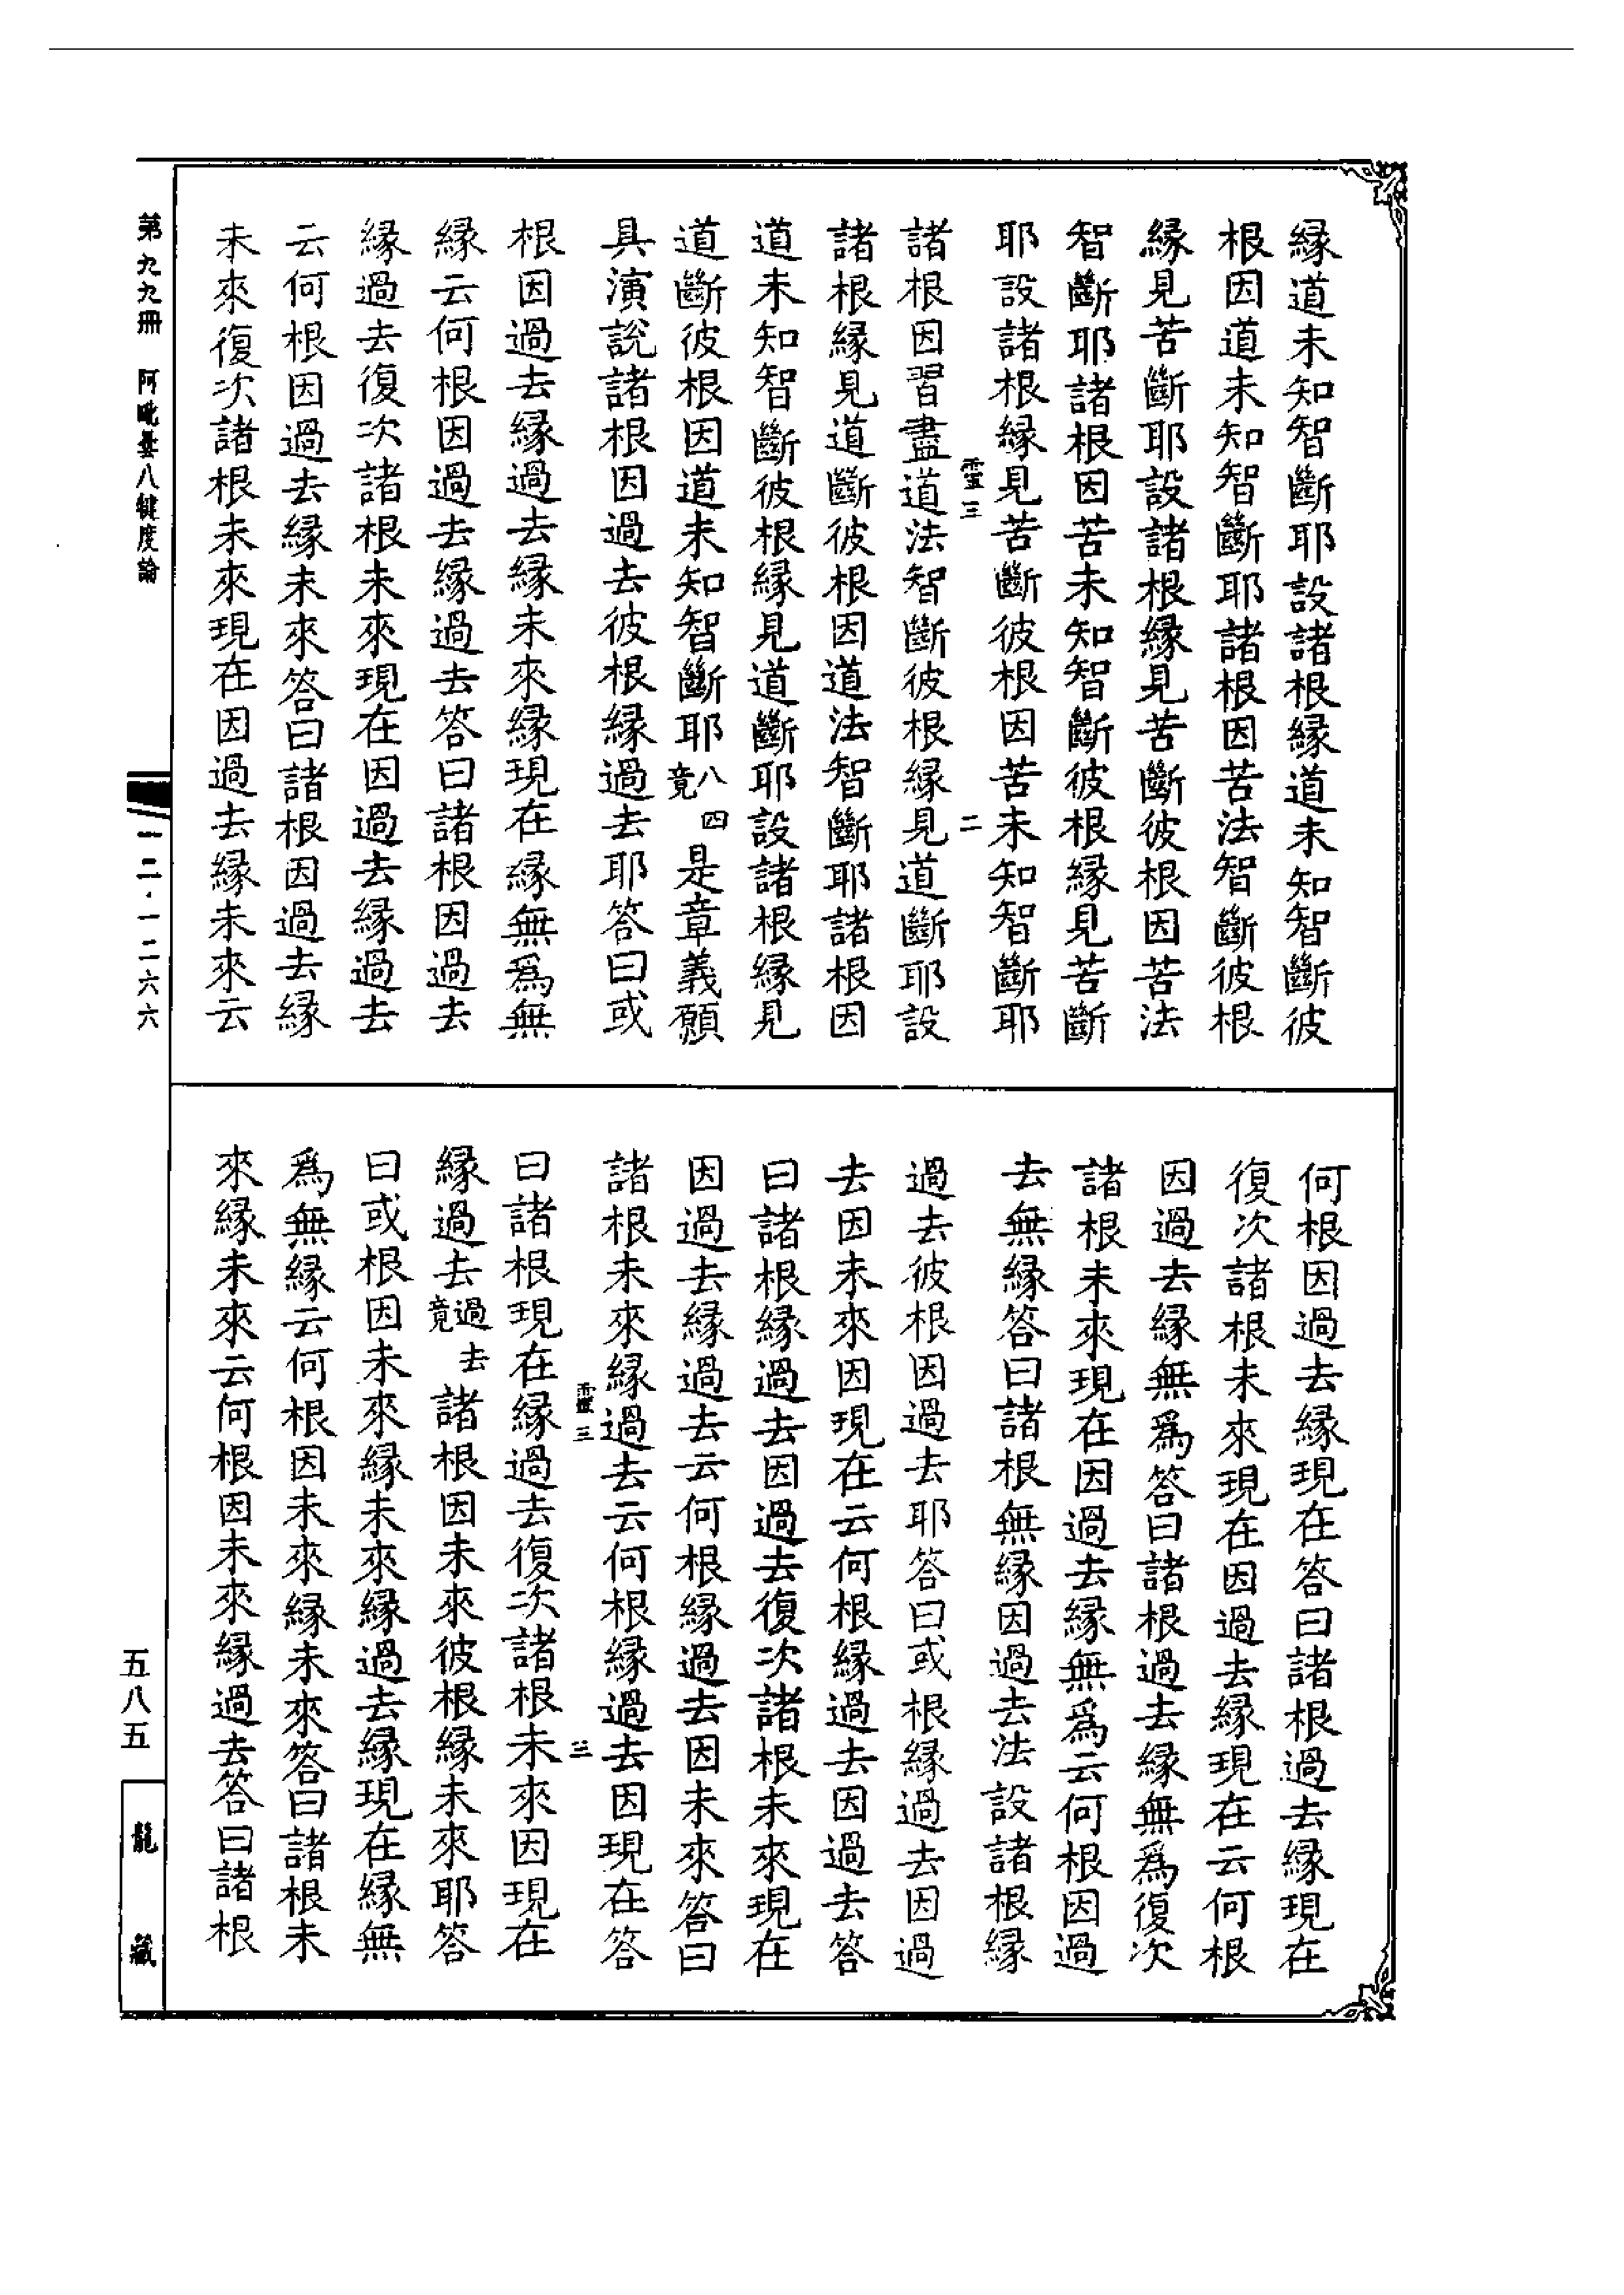 緣道未知智斷耶設諸根緣道未知智斷彼
根因道未知智斷耶諸根因苦法智斷彼根
緣見苦斷耶設諸根緣見苦斷彼根因苦法
智斷耶諸根因苦未知智斷彼根緣見苦斷
耶設諸根緣見苦斷彼根因苦未知智斷耶
靈三 二
諸根因習盡道法智斷彼根緣見道斷耶設
諸根緣見道斷彼根因道法智斷耶諸根因
道未知智斷彼根緣見道斷耶設諸根緣見
道斷彼根因道未知智斷耶八竟四是章義願
具演說諸根因過去彼根緣過去耶答曰或
根因過去緣過去緣未來緣現在緣無為無
緣云何根因過去緣過去答曰諸根因過去
緣過去復次諸根未來現在因過去緣過去
云何根因過去緣未來答曰諸根因過去緣
未來復次諸根未來現在因過去緣未來云
何根因過去緣現在答曰諸根過去緣現在
復次諸根未來現在因過去緣現在云何根
因過去緣無為答曰諸根過去緣無為復次
諸根未來現在因過去緣無為云何根因過
去無緣答曰諸根無緣因過去法設諸根緣
過去彼根因過去耶答曰或根緣過去因過
去因未來因現在云何根緣過去因過去答
曰諸根緣過去因過去復次諸根未來現在
因過去緣過去云何根緣過去因未來答曰
諸根未來緣過去云何根緣過去因現在答
靈三 三
曰諸根現在緣過去復次諸根未來因現在
緣過去過竟去諸根因未來彼根緣未來耶答
曰或根因未來緣未來緣過去緣現在緣無
為無緣云何根因未來緣未來答曰諸根未
來緣未來云何根因未來緣過去答曰諸根
第九九冊 阿毗曇八犍度論
一二·一二六六
五八五
龍藏